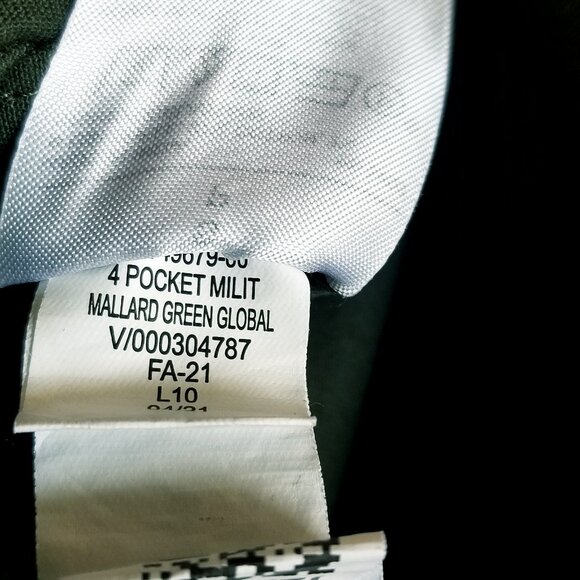 4 POCKET MILIT
MALLARD GREEN GLOBAL
V/000304787
FA-21
L10